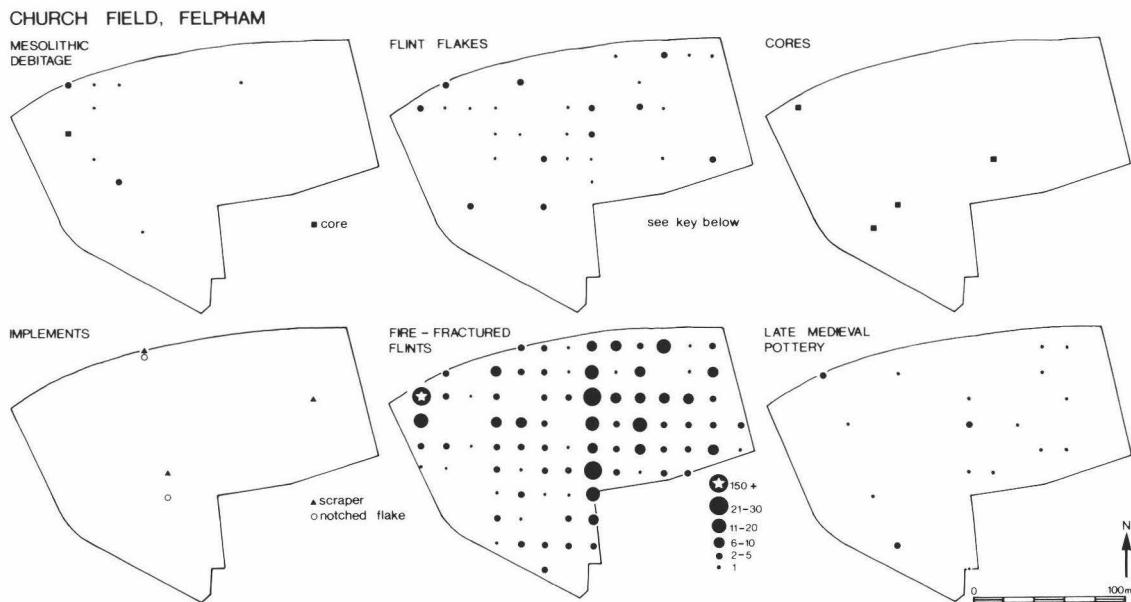 CHURCH FIELD, FELPHAM
MESOLITHIC
DEBITAGE
■ core
FLINT FLAKES
see key below
CORES
IMPLEMENTS
▲ scraper
○ notched flake
FIRE - FRACTURED
FLINTS
150 +
21-30
11-20
6-10
2-5
1
LATE MEDIEVAL
POTTERY
N
0 100m